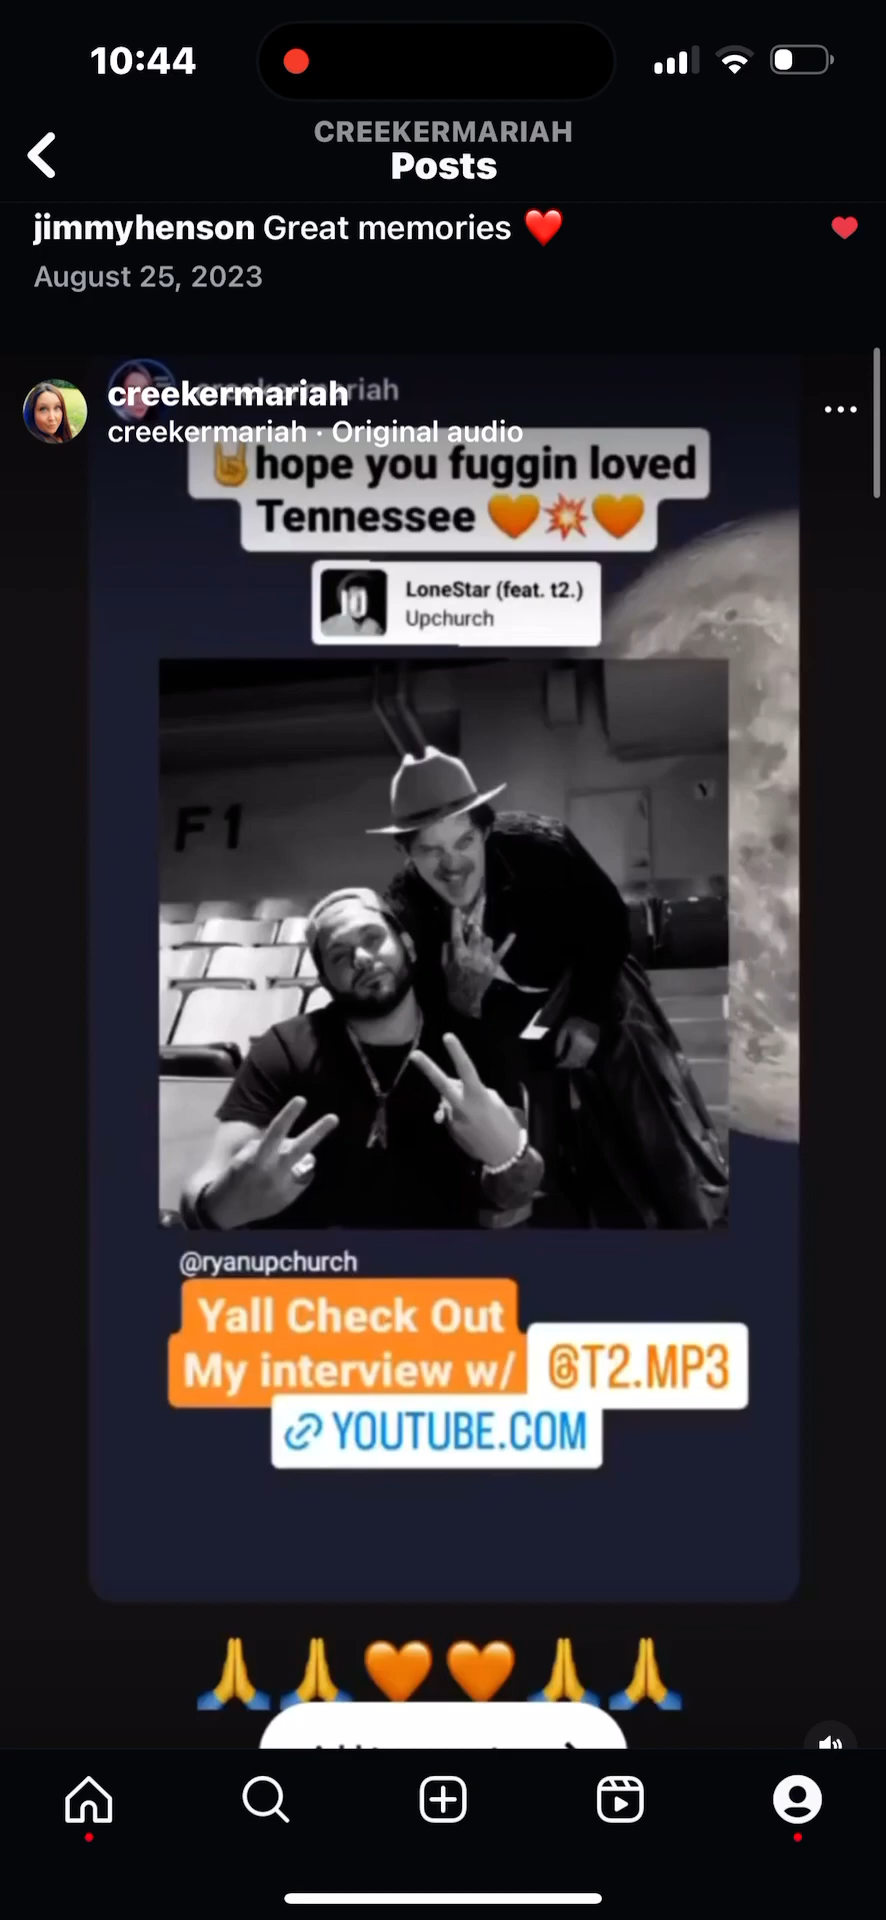 10:44
CREEKERMARIAH
Posts
jimmyhenson Great memories ❤️
August 25, 2023
creekermariah
creekermariah · Original audio
🤘hope you fuggin loved
Tennessee 🧡💥🧡
LoneStar (feat. t2.)
Upchurch
F1
@ryanupchurch
Yall Check Out
My interview w/ @T2.MP3
YOUTUBE.COM
🙏🙏🧡🧡🙏🙏